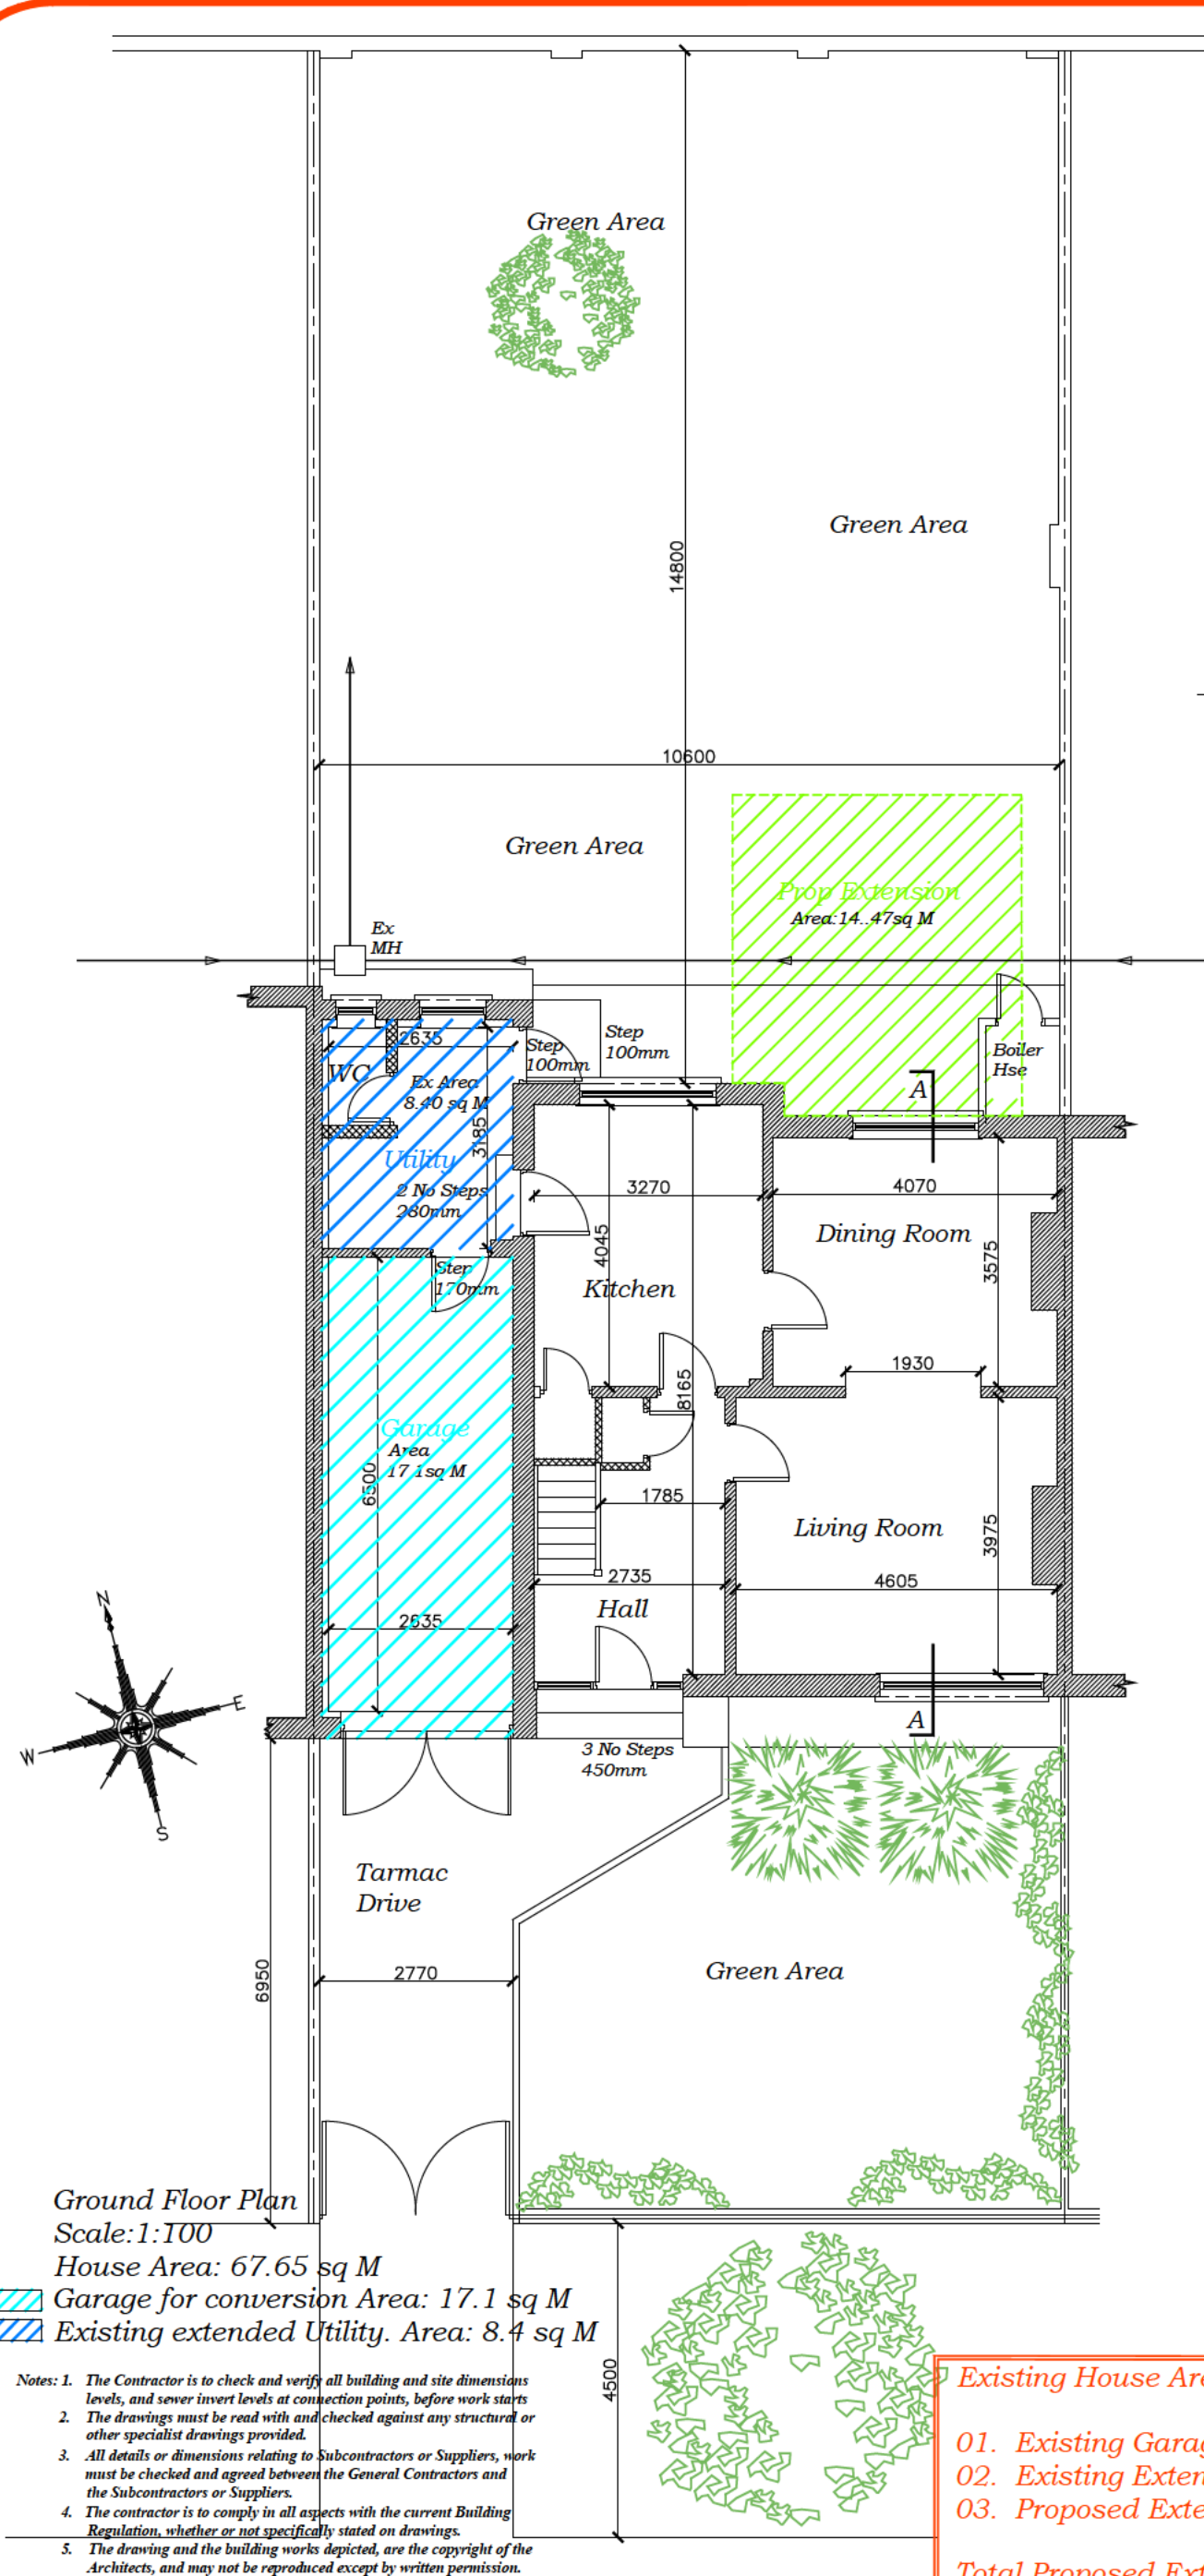 Green Area
Green Area
14800
10600
Green Area
Prop Extension
Area:14..47sq M
Ex
MH
Step
100mm
Step
100mm
2635
WC
Ex Area
8.40 sq M
3185
Utility
2 No Steps
280mm
Boiler
Hse
A
3270
4070
4045
Dining Room
3575
Kitchen
Step
170mm
1930
8165
Garage
Area
17.1sq M
6500
1785
Living Room
3975
2735
4605
Hall
2635
N
E
W
S
A
3 No Steps
450mm
Tarmac
Drive
6950
2770
Green Area
Ground Floor Plan
Scale:1:100
House Area: 67.65 sq M
Garage for conversion Area: 17.1 sq M
Existing extended Utility. Area: 8.4 sq M
4500
Notes: 1. The Contractor is to check and verify all building and site dimensions
levels, and sewer invert levels at connection points, before work starts
2. The drawings must be read with and checked against any structural or
other specialist drawings provided.
3. All details or dimensions relating to Subcontractors or Suppliers, work
must be checked and agreed between the General Contractors and
the Subcontractors or Suppliers.
4. The contractor is to comply in all aspects with the current Building
Regulation, whether or not specifically stated on drawings.
5. The drawing and the building works depicted, are the copyright of the
Architects, and may not be reproduced except by written permission.
Existing House
01. Existing
02. Existing
03. Proposed
Total Proposed